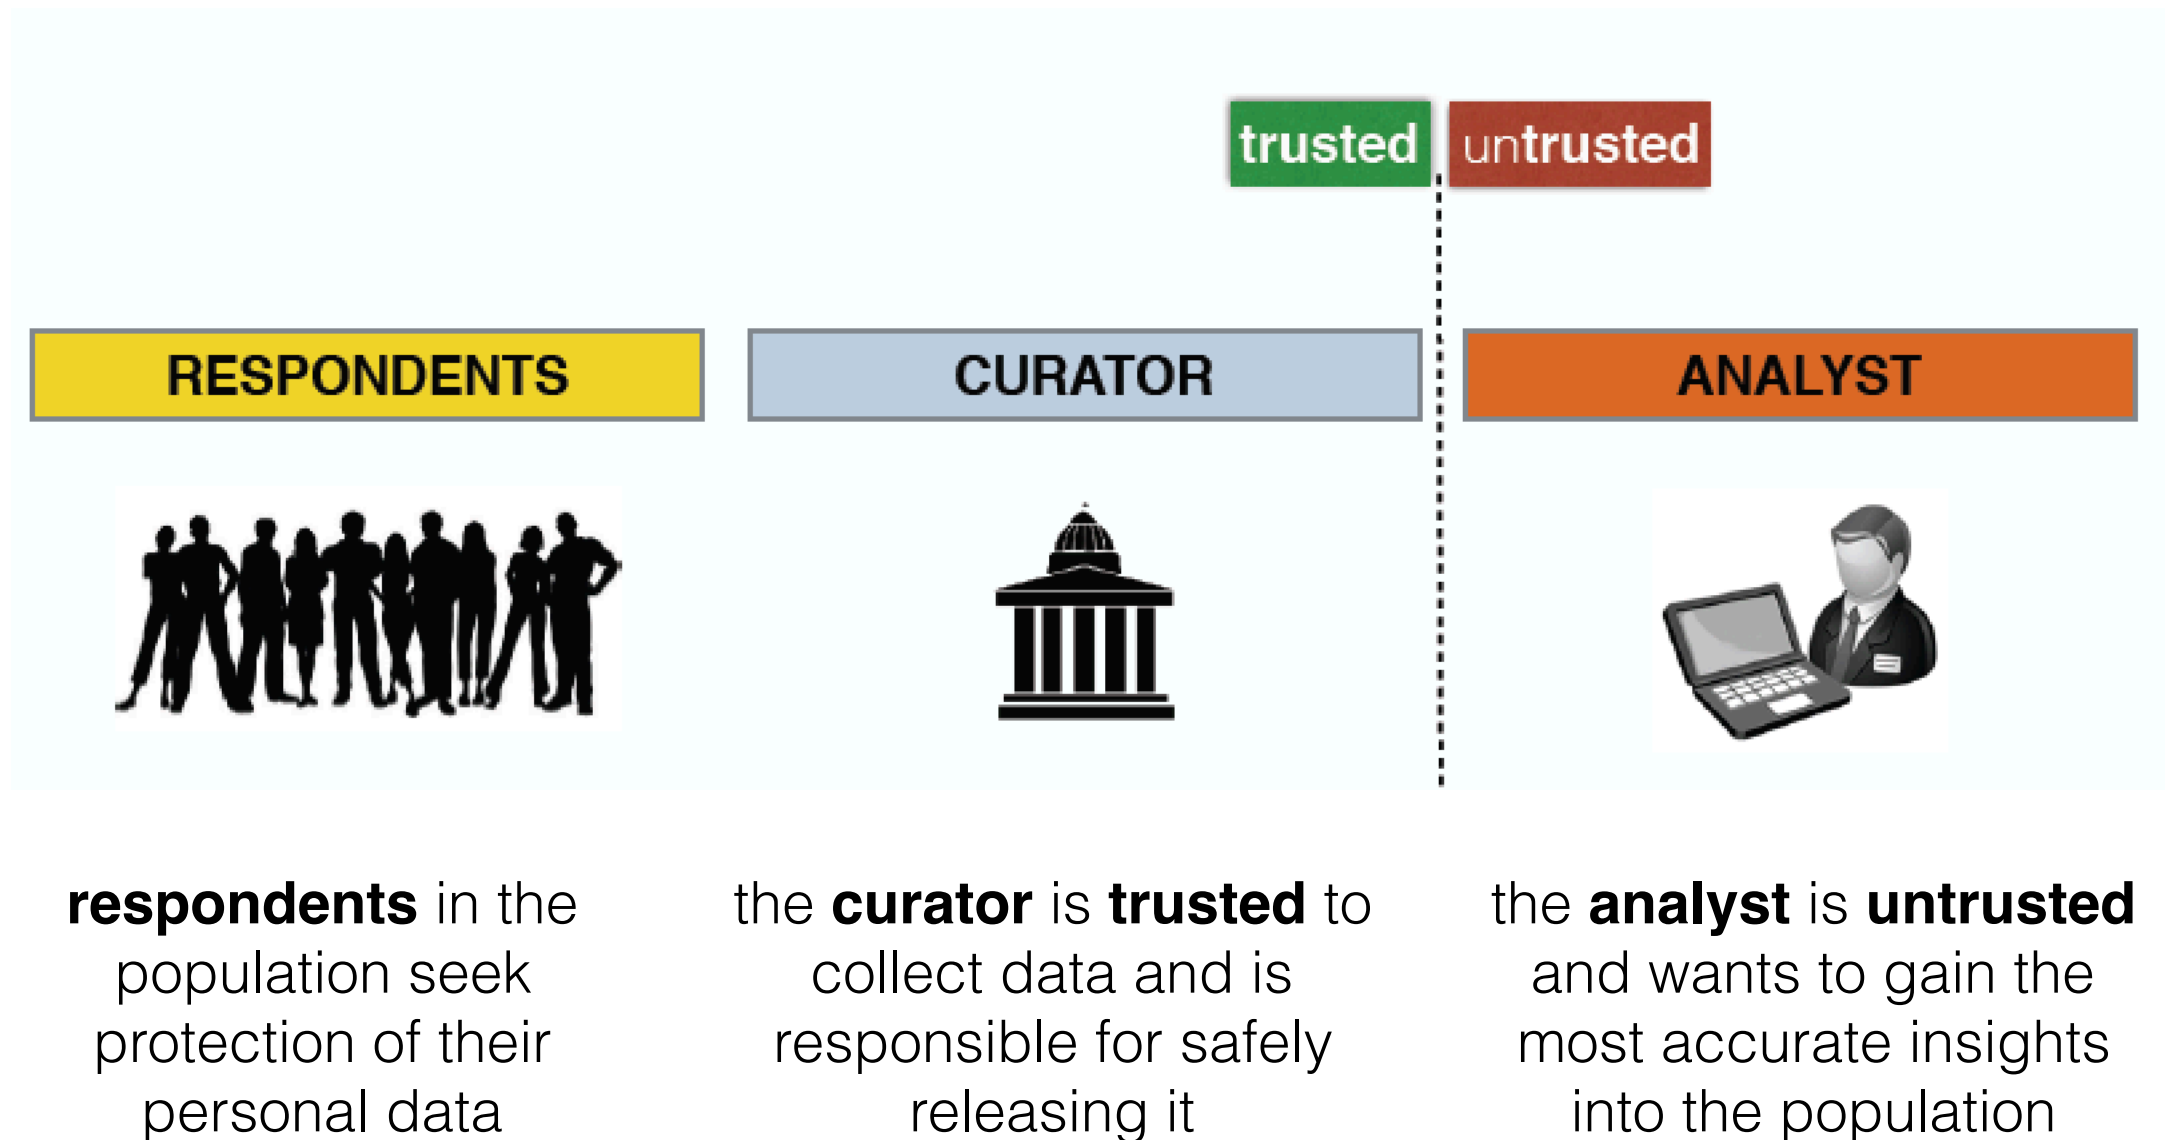 trusted untrusted
RESPONDENTS
CURATOR
ANALYST
respondents in the
population seek
protection of their
personal data
the curator is trusted to
collect data and is
responsible for safely
releasing it
the analyst is untrusted
and wants to gain the
most accurate insights
into the population